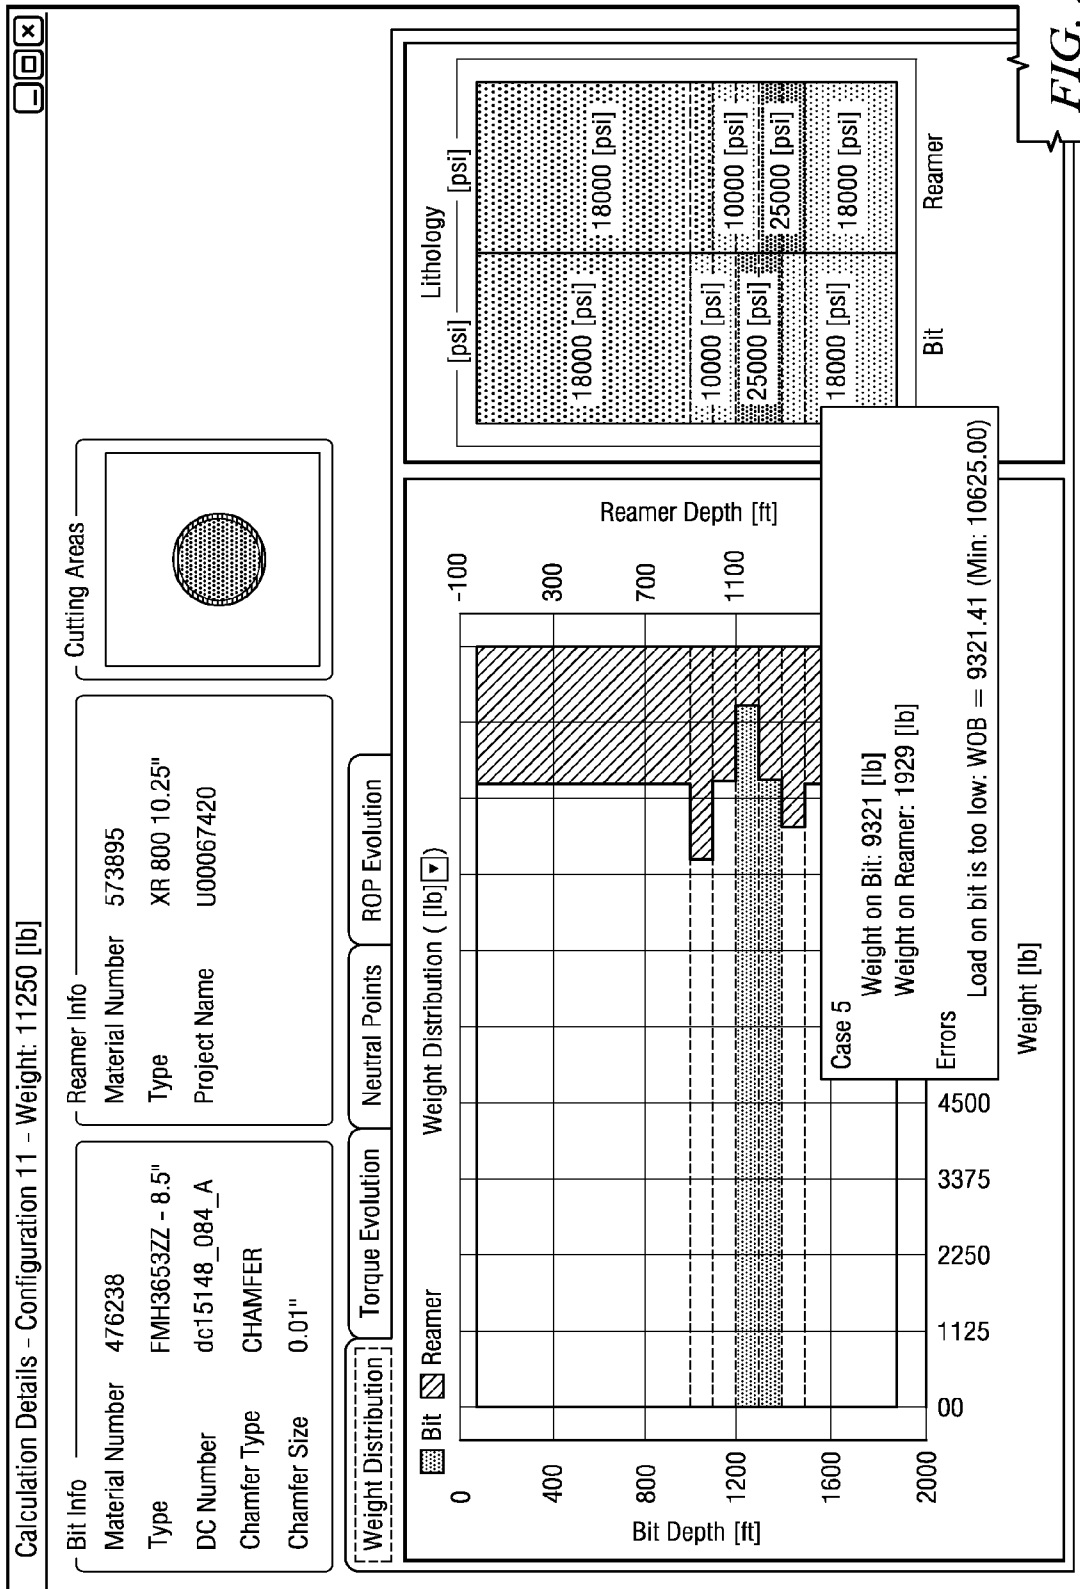 Calculation Details - Configuration 11 - Weight: 11250 [lb]
Bit Info
Material Number 476238
Type FMH3653ZZ - 8.5"
DC Number dc15148_084_A
Chamfer Type CHAMFER
Chamfer Size 0.01"
Reamer Info
Material Number 573895
Type XR 800 10.25"
Project Name U00067420
Cutting Areas
Weight Distribution
Torque Evolution
Neutral Points
ROP Evolution
Bit Reamer
Weight Distribution ( [lb] )
Bit Depth [ft]
0
400
800
1200
1600
2000
Reamer Depth [ft]
-100
300
700
1100
00 1125 2250 3375 4500
Weight [lb]
Case 5
Weight on Bit: 9321 [lb]
Weight on Reamer: 1929 [lb]
Errors
Load on bit is too low: WOB = 9321.41 (Min: 10625.00)
Lithology
[psi] [psi]
18000 [psi] 18000 [psi]
10000 [psi] 10000 [psi]
25000 [psi] 25000 [psi]
18000 [psi] 18000 [psi]
Bit Reamer
FIG.